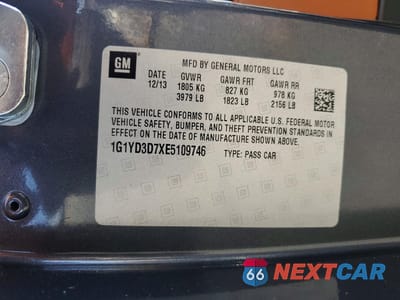 GM
MFD BY GENERAL MOTORS LLC
DATE GVWR GAWR FRT GAWR RR
12/13 1805 KG 827 KG 978 KG
3979 LB 1823 LB 2156 LB
THIS VEHICLE CONFORMS TO ALL APPLICABLE U.S. FEDERAL MOTOR
VEHICLE SAFETY, BUMPER, AND THEFT PREVENTION STANDARDS IN
EFFECT ON THE DATE OF MANUFACTURE SHOWN ABOVE.
1G1YD3D7XE5109746 TYPE: PASS CAR
66 NEXTCAR